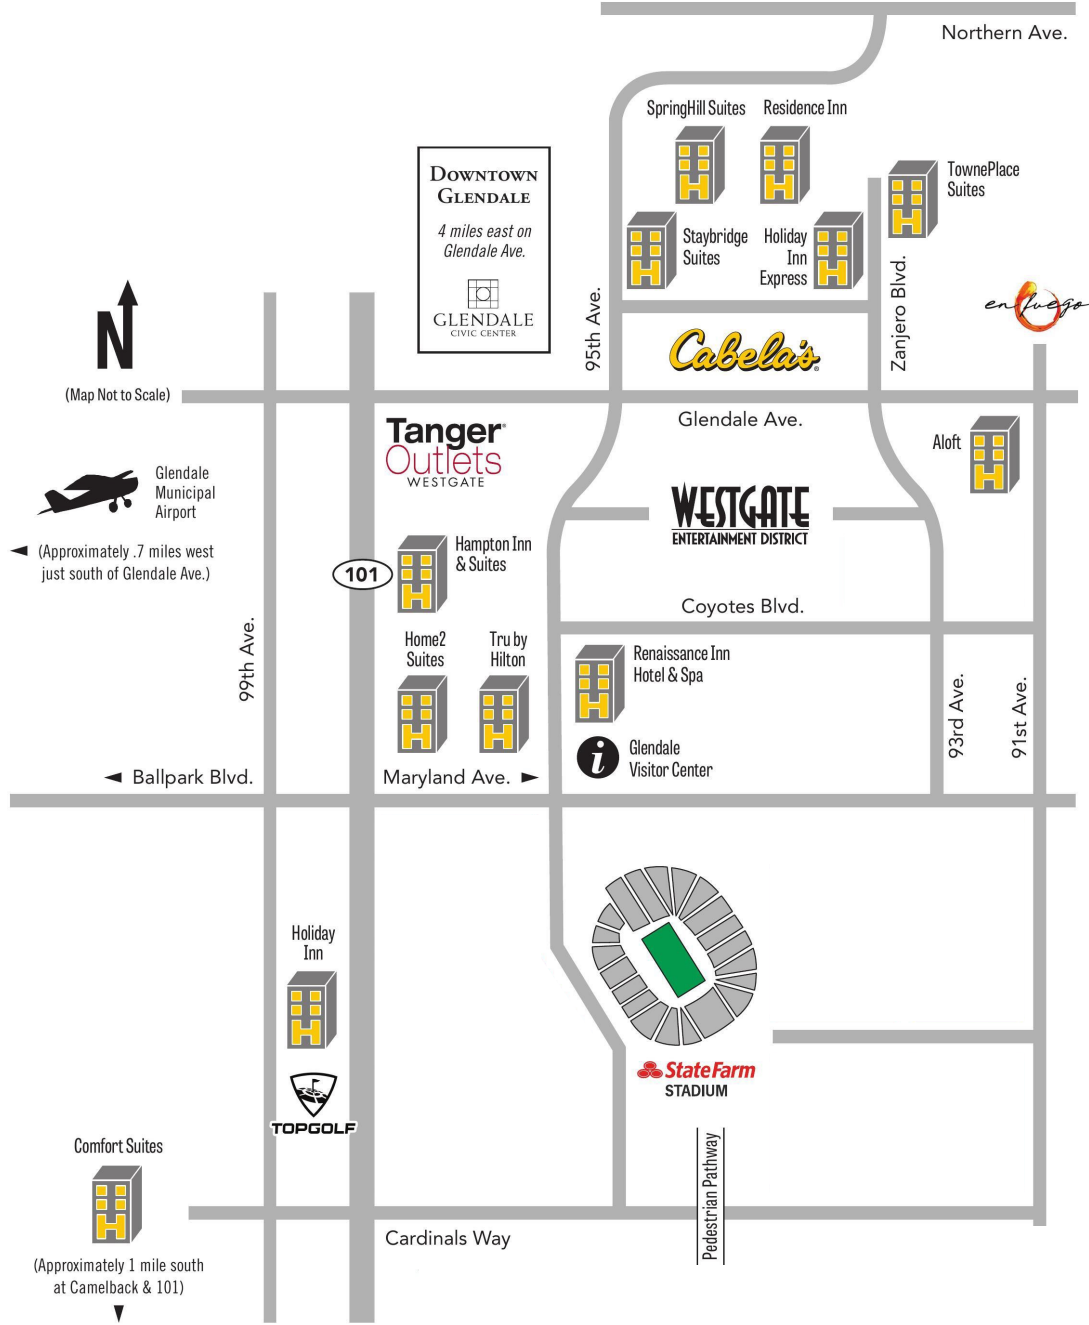 Northern Ave.
SpringHill Suites
Residence Inn
DOWNTOWN
GLENDALE
4 miles east on
Glendale Ave.
GLENDALE
CIVIC CENTER
TownePlace
Suites
Staybridge
Suites
Holiday
Inn
Express
95th Ave.
Zanjero Blvd.
en fuego
N
(Map Not to Scale)
Cabela's
Glendale Ave.
Tanger
Outlets
WESTGATE
Aloft
Glendale
Municipal
Airport
(Approximately .7 miles west
just south of Glendale Ave.)
WESTGATE
ENTERTAINMENT DISTRICT
Hampton Inn
& Suites
101
Coyotes Blvd.
99th Ave.
Home2
Suites
Tru by
Hilton
Renaissance Inn
Hotel & Spa
93rd Ave.
91st Ave.
i
Glendale
Visitor Center
Ballpark Blvd.
Maryland Ave.
Holiday
Inn
StateFarm
STADIUM
TOPGOLF
Comfort Suites
(Approximately 1 mile south
at Camelback & 101)
Pedestrian Pathway
Cardinals Way